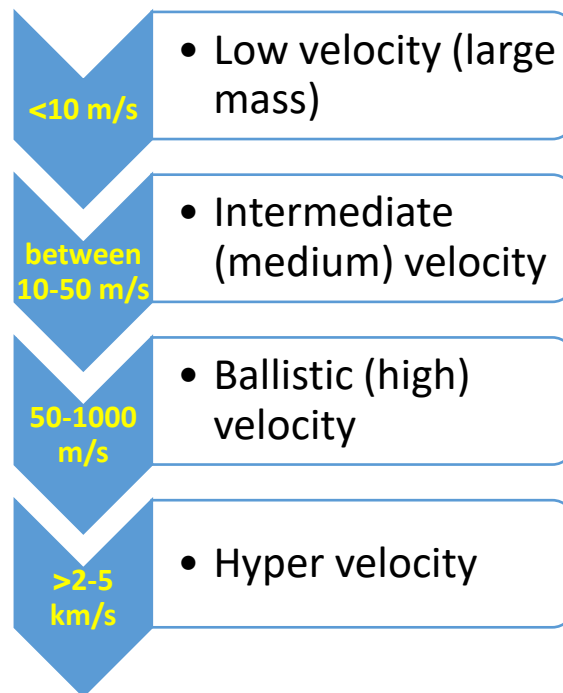 <10 m/s
• Low velocity (large
mass)
between
10-50 m/s
• Intermediate
(medium) velocity
50-1000
m/s
• Ballistic (high)
velocity
>2-5
km/s
• Hyper velocity